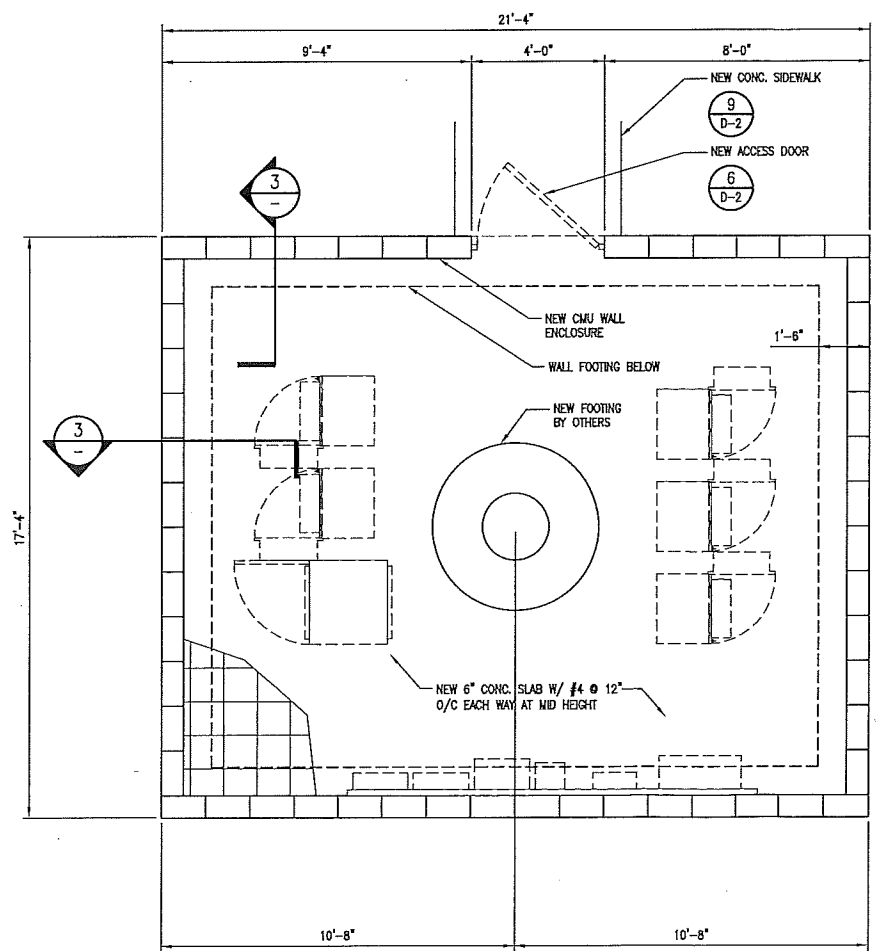 21'-4"
9'-4"
4'-0"
8'-0"
NEW CONC. SIDEWALK
9
D-2
NEW ACCESS DOOR
6
D-2
3
-
NEW CMU WALL
ENCLOSURE
1'-6"
WALL FOOTING BELOW
NEW FOOTING
BY OTHERS
3
-
17'-4"
NEW 6" CONC. SLAB W/ #4 @ 12"
O/C EACH WAY AT MID HEIGHT
10'-8"
10'-8"